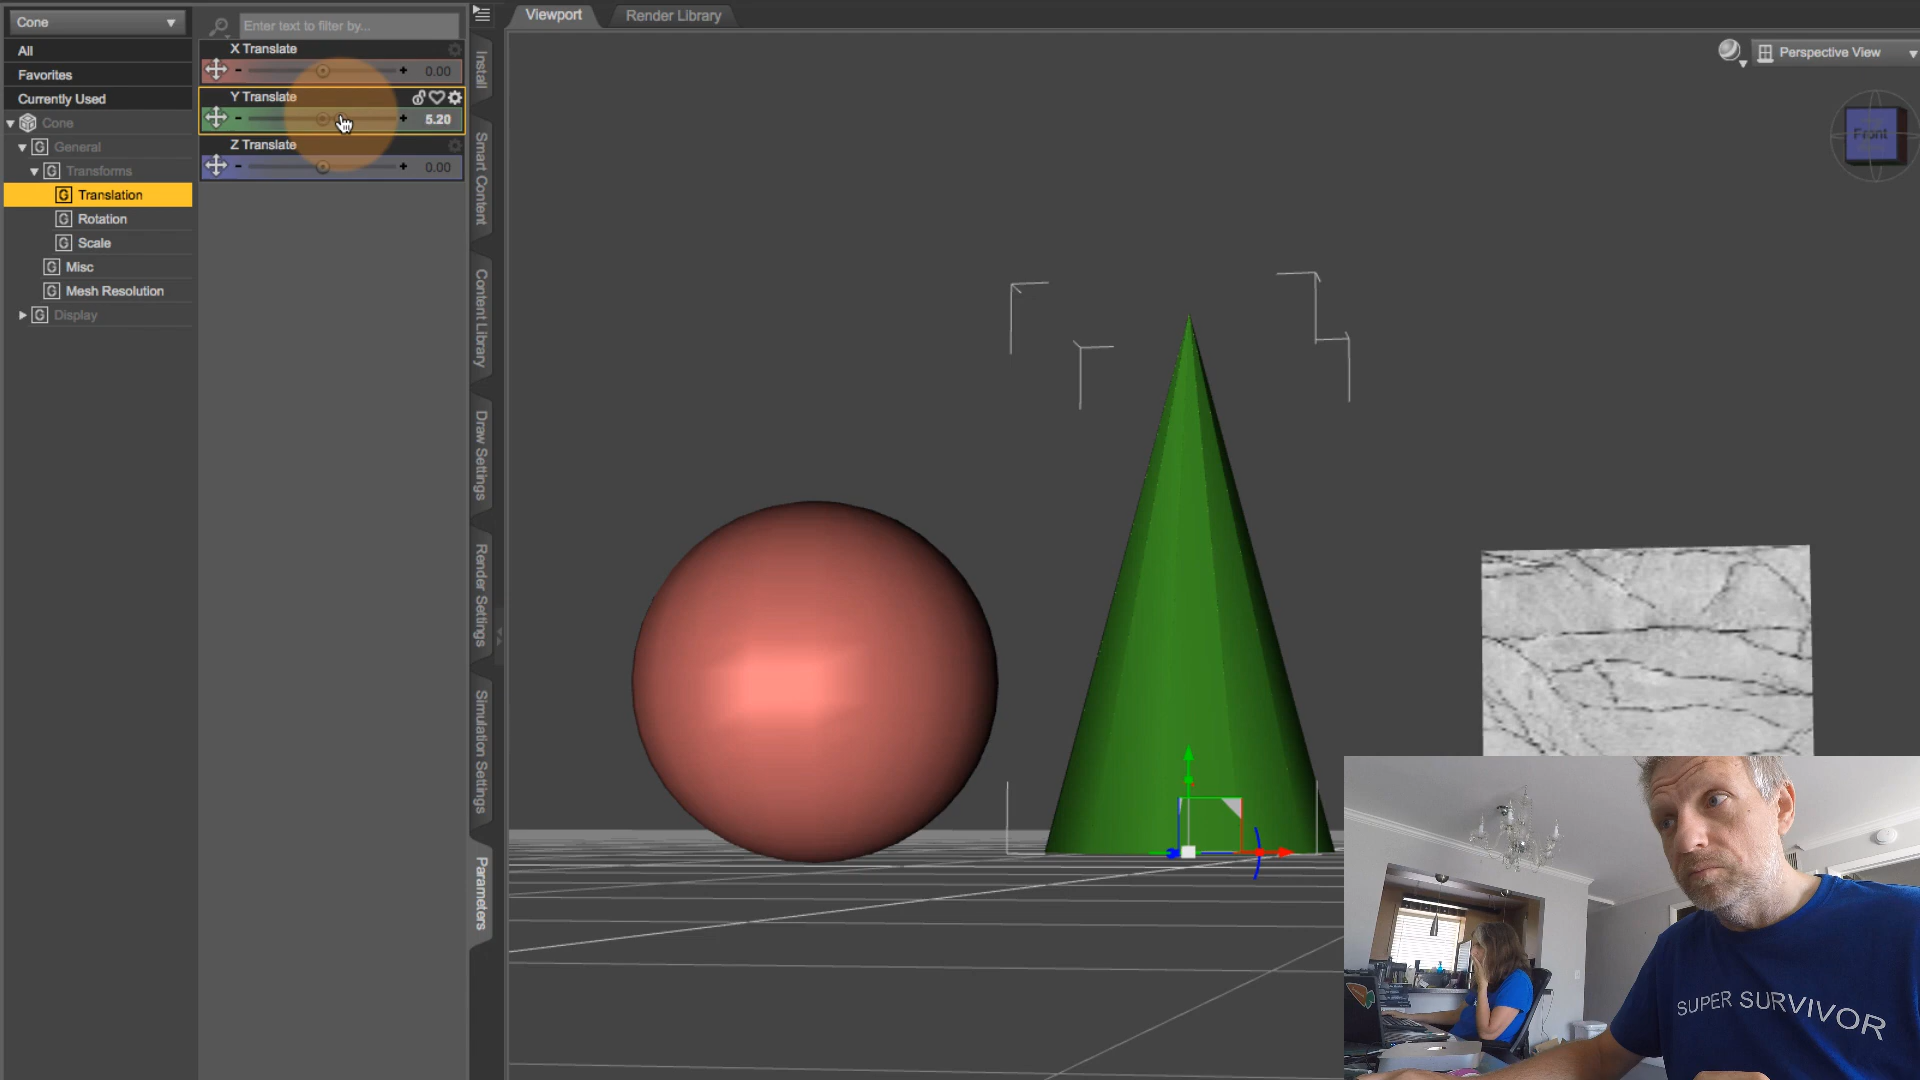 Cone
All
Favorites
Currently Used
Cone
G General
G Transforms
G Translation
G Rotation
G Scale
G Misc
G Mesh Resolution
G Display
Enter text to filter by...
X Translate
- + 0.00
Y Translate
- + 5.20
Z Translate
- + 0.00
Install
Smart Content
Content Library
Draw Settings
Render Settings
Simulation Settings
Parameters
Viewport
Render Library
Perspective View
Front
SUPER SURVIVOR